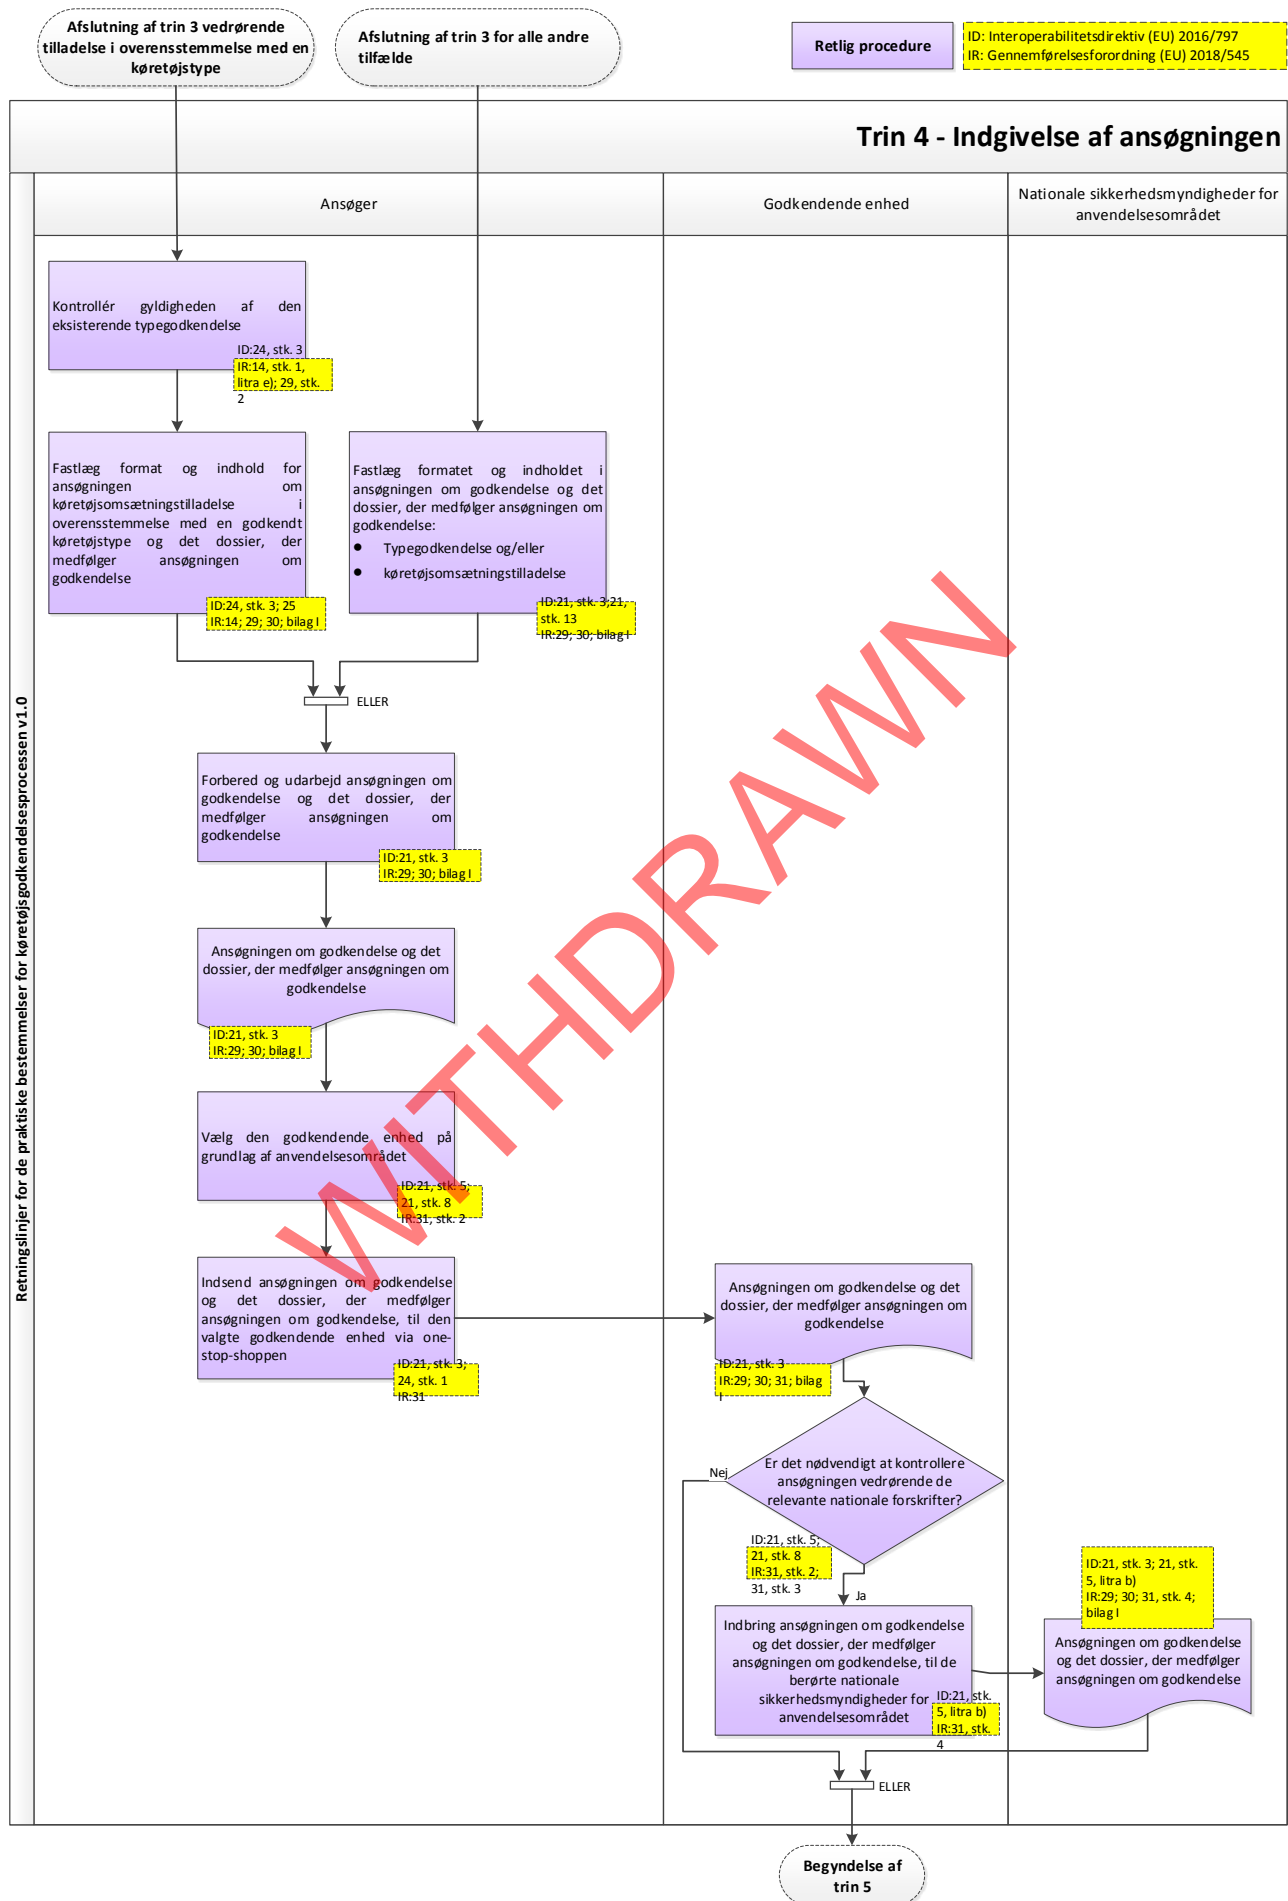 Afslutning af trin 3 vedrørende
tilladelse i overensstemmelse med en
køretøjstype
Afslutning af trin 3 for alle andre
tilfælde
Retlig procedure
ID: Interoperabilitetsdirektiv (EU) 2016/797
IR: Gennemførelsesforordning (EU) 2018/545
Trin 4 - Indgivelse af ansøgningen
Retningslinjer for de praktiske bestemmelser for køretøjsgodkendelsesprocessen v1.0
Ansøger
Godkendende enhed
Nationale sikkerhedsmyndigheder for
anvendelsesområdet
Kontrollér gyldigheden af den
eksisterende typegodkendelse
ID:24, stk. 3
IR:14, stk. 1,
litra e); 29, stk.
2
Fastlæg format og indhold for
ansøgningen om
køretøjsomsætningstilladelse i
overensstemmelse med en godkendt
køretøjstype og det dossier, der
medfølger ansøgningen om
godkendelse
ID:24, stk. 3; 25
IR:14; 29; 30; bilag I
Fastlæg formatet og indholdet i
ansøgningen om godkendelse og det
dossier, der medfølger ansøgningen om
godkendelse:
● Typegodkendelse og/eller
● køretøjsomsætningstilladelse
ID:21, stk. 3;21,
stk. 13
IR:29; 30; bilag I
ELLER
Forbered og udarbejd ansøgningen om
godkendelse og det dossier, der
medfølger ansøgningen om
godkendelse
ID:21, stk. 3
IR:29; 30; bilag I
Ansøgningen om godkendelse og det
dossier, der medfølger ansøgningen om
godkendelse
ID:21, stk. 3
IR:29; 30; bilag I
Vælg den godkendende enhed på
grundlag af anvendelsesområdet
ID:21, stk. 5;
21, stk. 8
IR:31, stk. 2
Indsend ansøgningen om godkendelse
og det dossier, der medfølger
ansøgningen om godkendelse, til den
valgte godkendende enhed via one-
stop-shoppen
ID:21, stk. 3;
24, stk. 1
IR:31
Ansøgningen om godkendelse og det
dossier, der medfølger ansøgningen om
godkendelse
ID:21, stk. 3
IR:29; 30; 31; bilag
I
Nej
Er det nødvendigt at kontrollere
ansøgningen vedrørende de
relevante nationale forskrifter?
ID:21, stk. 5;
21, stk. 8
IR:31, stk. 2;
31, stk. 3
Ja
Indbring ansøgningen om godkendelse
og det dossier, der medfølger
ansøgningen om godkendelse, til de
berørte nationale
sikkerhedsmyndigheder for
anvendelsesområdet
ID:21, stk.
5, litra b)
IR:31, stk.
4
ID:21, stk. 3; 21, stk.
5, litra b)
IR:29; 30; 31, stk. 4;
bilag I
Ansøgningen om godkendelse
og det dossier, der medfølger
ansøgningen om godkendelse
ELLER
Begyndelse af
trin 5
WITHDRAWN